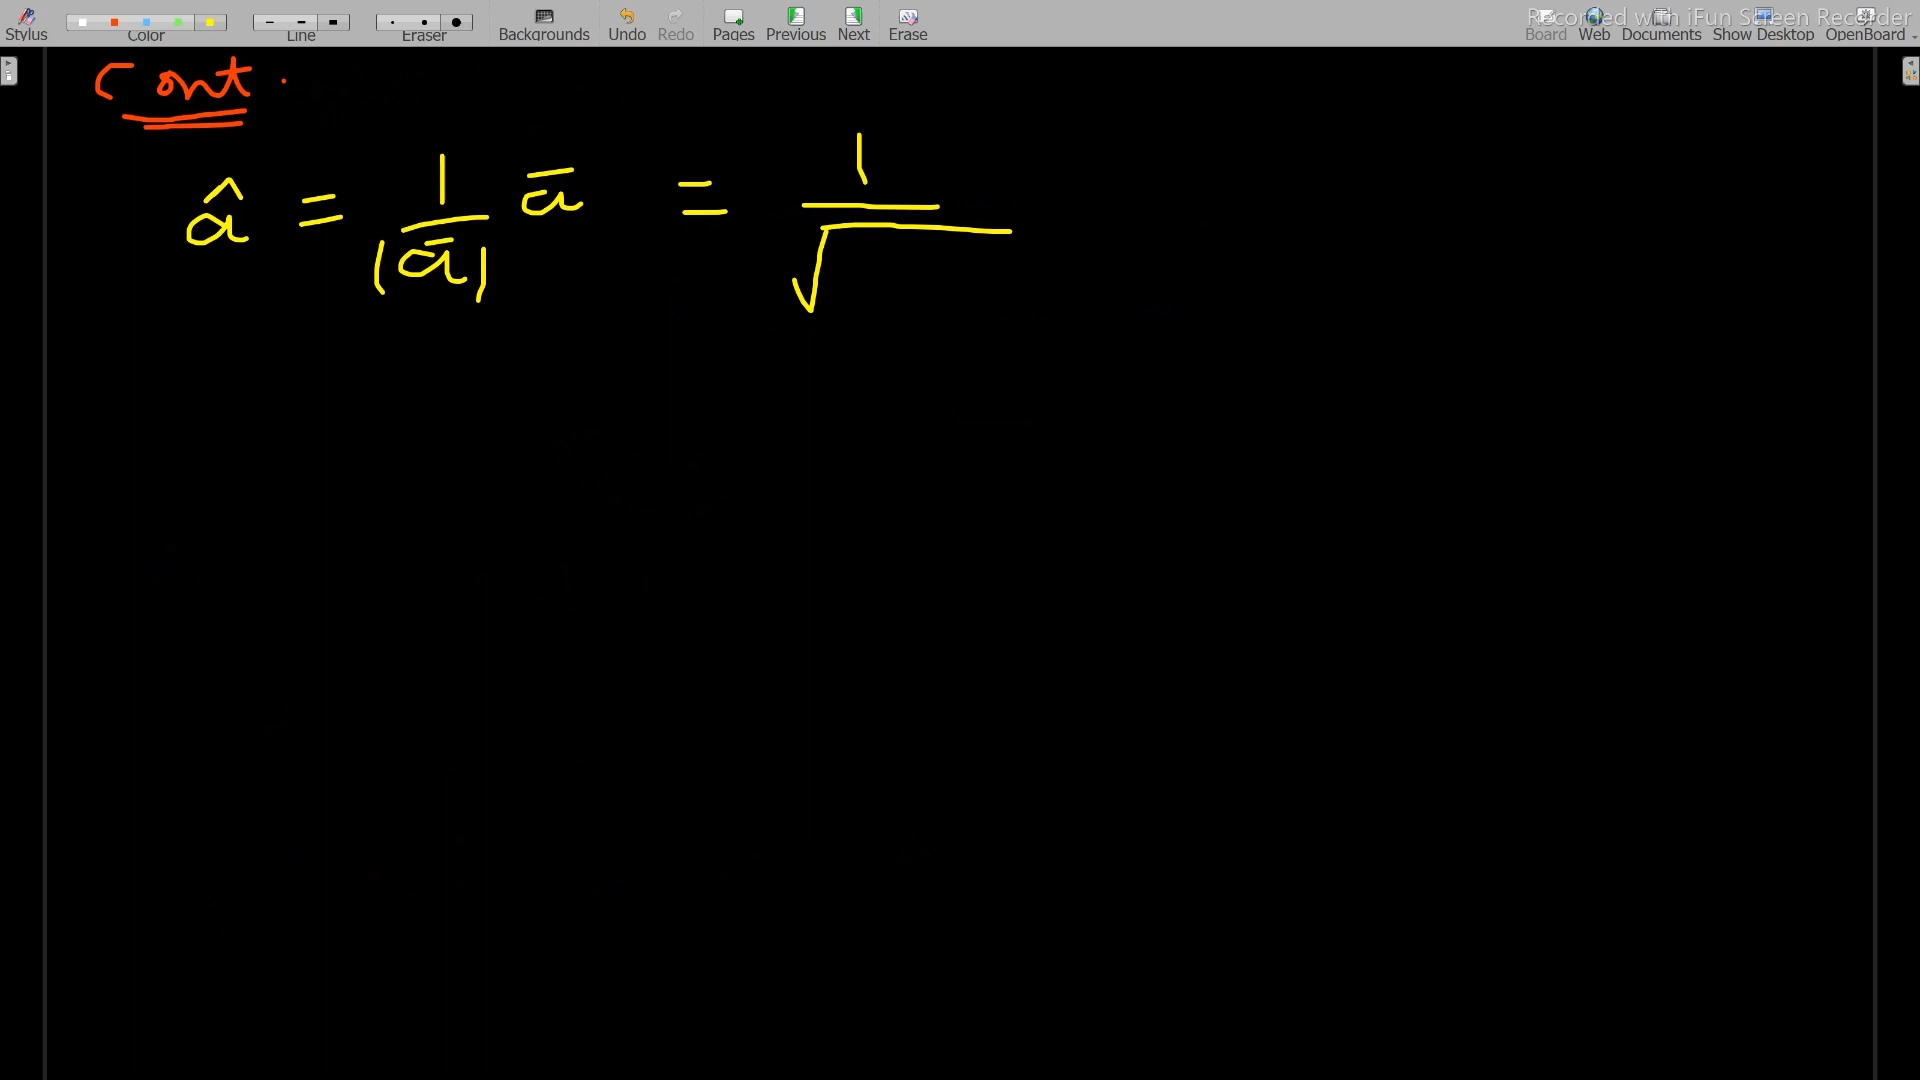 Recorded with iFun Screen Recorder
Stylus Color Line Eraser Backgrounds Undo Redo Pages Previous Next Erase Board Web Documents Show Desktop OpenBoard
Cont .
â = 1/|ā| ā = 1/√